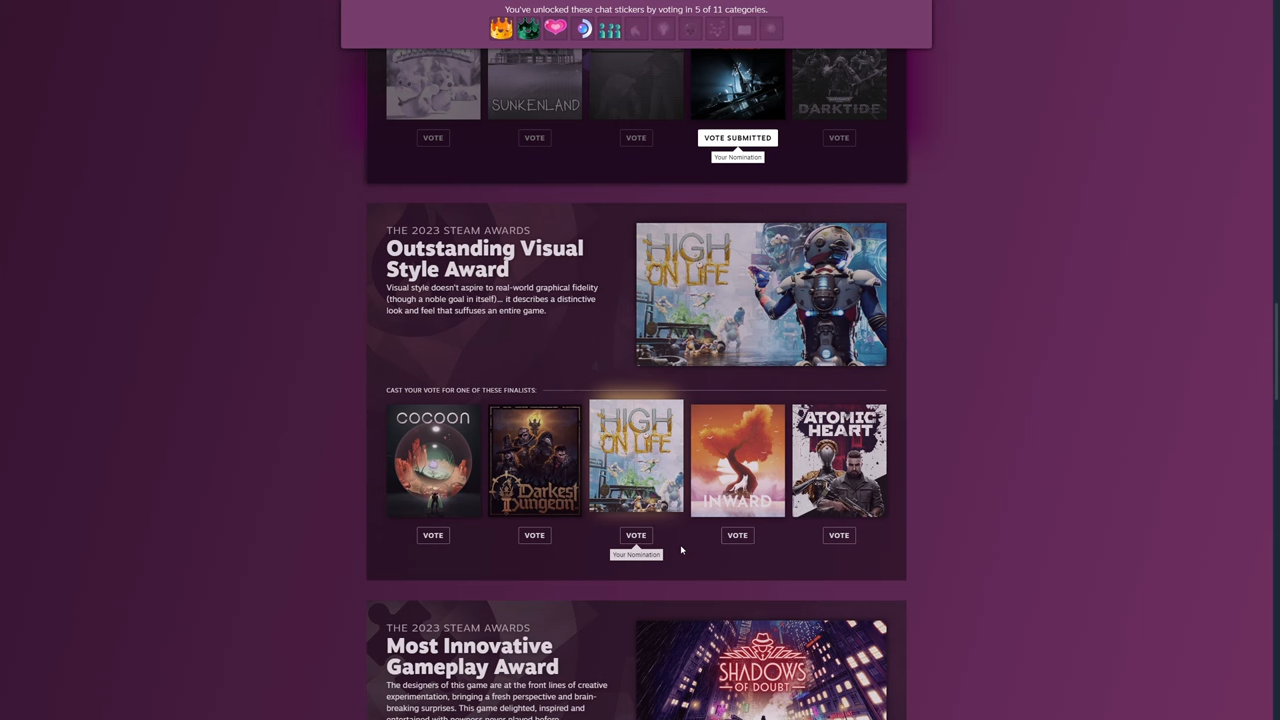 You've unlocked these chat stickers by voting in 5 of 11 categories.
SUNKENLAND
DARKTIDE
VOTE
VOTE
VOTE
VOTE SUBMITTED
VOTE
Your Nomination
THE 2023 STEAM AWARDS
Outstanding Visual
Style Award
Visual style doesn't aspire to real-world graphical fidelity
(though a noble goal in itself)... it describes a distinctive
look and feel that suffuses an entire game.
HIGH
ON LIFE
CAST YOUR VOTE FOR ONE OF THESE FINALISTS:
COCOON
Darkest
Dungeon
HIGH
ON LIFE
INWARD
ATOMIC
HEART
VOTE
VOTE
VOTE
VOTE
VOTE
Your Nomination
THE 2023 STEAM AWARDS
Most Innovative
Gameplay Award
The designers of this game are at the front lines of creative
experimentation, bringing a fresh perspective and brain-
breaking surprises. This game delighted, inspired and
entertained with newness never played before.
SHADOWS
OF DOUBT